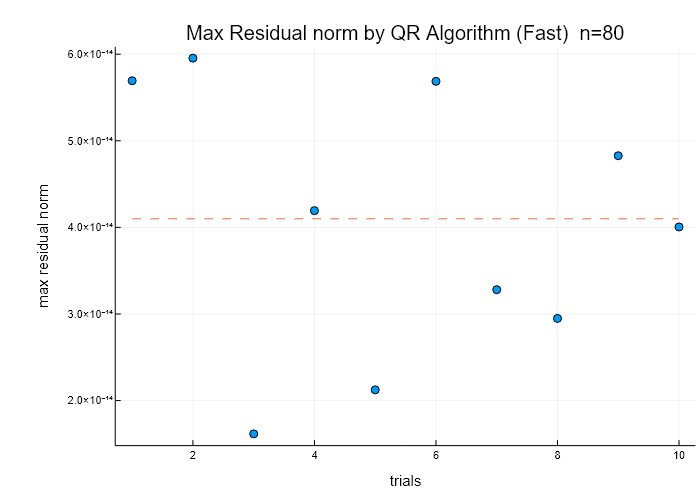 Max Residual norm by QR Algorithm (Fast)  n=80
6.0×10⁻¹⁴
5.0×10⁻¹⁴
4.0×10⁻¹⁴
3.0×10⁻¹⁴
2.0×10⁻¹⁴
max residual norm
2 4 6 8 10
trials